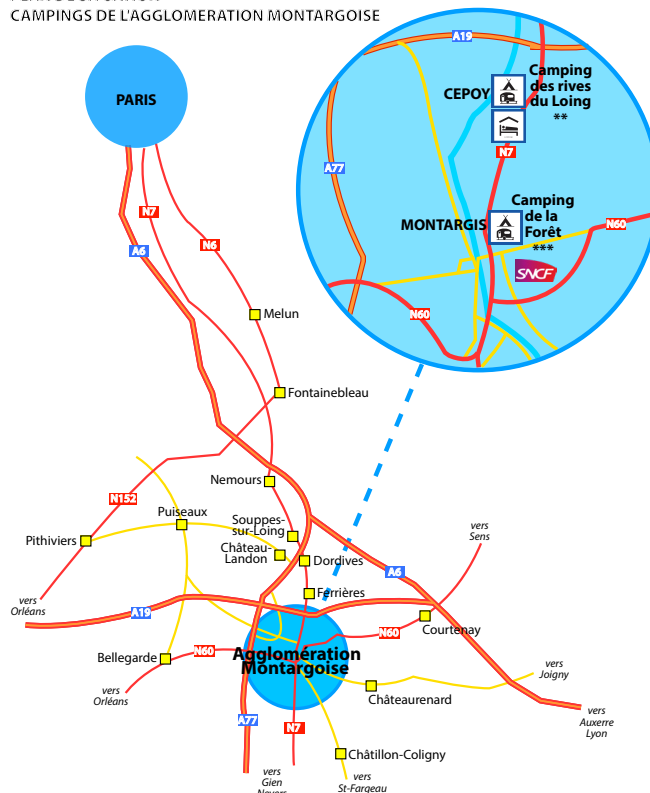 CAMPINGS DE L'AGGLOMERATION MONTARGOISE
PARIS
A19
CEPOY
Camping
des rives
du Loing
**
N7
A77
MONTARGIS
Camping
de la
Forêt
***
N60
SNCF
N60
N7
A6
N6
Melun
Fontainebleau
Nemours
N152
Puiseaux
Pithiviers
Souppes-
sur-Loing
Château-
Landon
Dordives
Ferrières
vers
Sens
A6
vers
Orléans
A19
N60
Courtenay
Bellegarde
N60
Agglomération
Montargoise
vers
Orléans
vers
Joigny
Châteaurenard
vers
Auxerre
Lyon
A77
N7
Châtillon-Coligny
vers
Gien
Nevers
vers
St-Fargeau